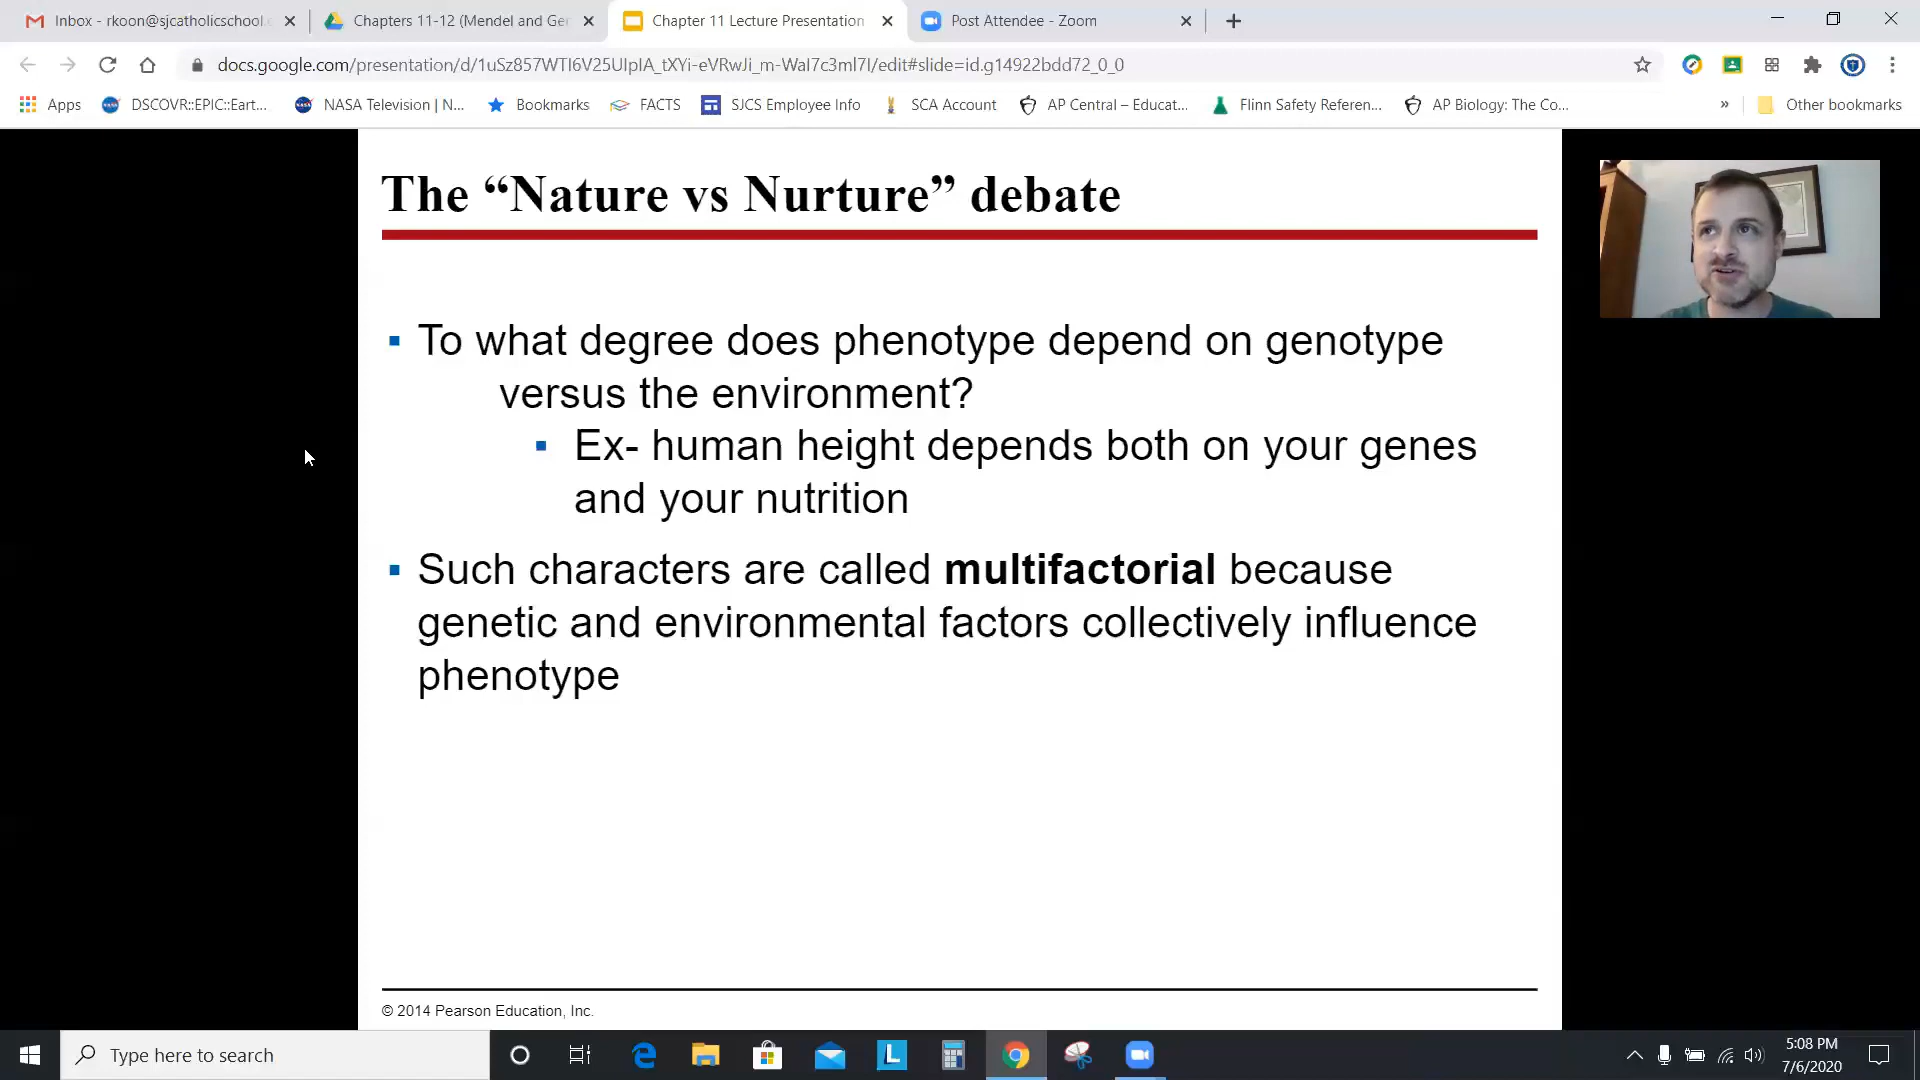 Inbox - rkoon@sjcatholicschool.
Chapters 11-12 (Mendel and Ge
Chapter 11 Lecture Presentation
Post Attendee - Zoom
docs.google.com/presentation/d/1uSz857WTI6V25UIpIA_tXYi-eVRwJi_m-WaI7c3ml7I/edit#slide=id.g14922bdd72_0_0
Apps
DSCOVR::EPIC::Eart...
NASA Television | N...
Bookmarks
FACTS
SJCS Employee Info
SCA Account
AP Central – Educat...
Flinn Safety Referen...
AP Biology: The Co...
»
Other bookmarks
The “Nature vs Nurture” debate
To what degree does phenotype depend on genotype
versus the environment?
Ex- human height depends both on your genes
and your nutrition
Such characters are called multifactorial because
genetic and environmental factors collectively influence
phenotype
© 2014 Pearson Education, Inc.
Type here to search
L
5:08 PM
7/6/2020